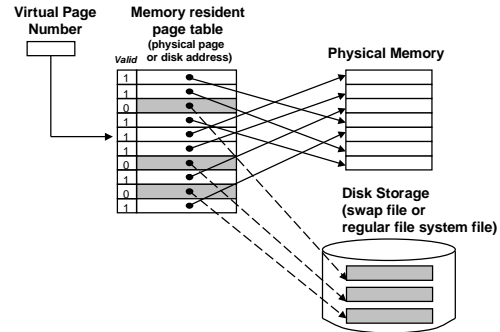 Virtual Page
Number
Memory resident
page table
(physical page
or disk address)
Physical Memory
Valid
1
1
0
1
1
1
0
1
0
1
Disk Storage
(swap file or
regular file system file)